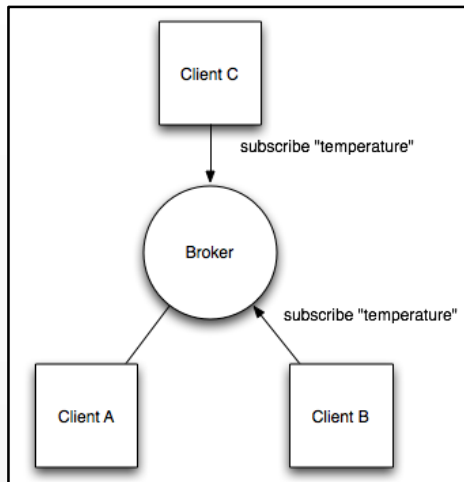 Client C
subscribe "temperature"
Broker
subscribe "temperature"
Client A
Client B